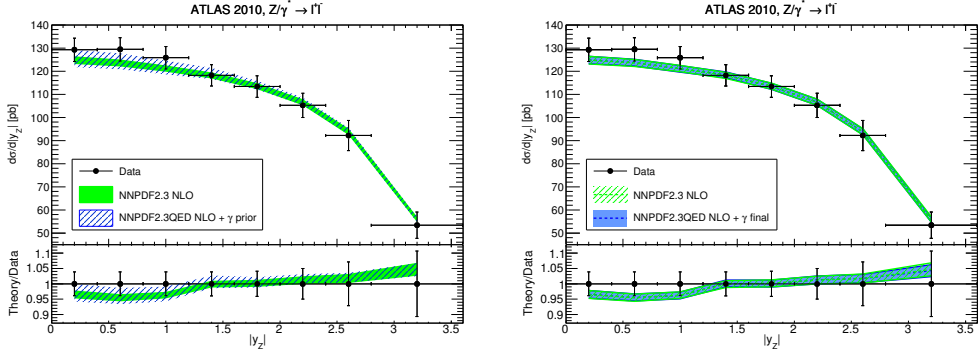 ATLAS 2010, Z/γ* → l⁺l⁻
dσ/d|y_Z| [pb]
140
130
120
110
100
90
80
70
60
50
Data
NNPDF2.3 NLO
NNPDF2.3QED NLO + γ prior
Theory/Data
1.1
1.05
1
0.95
0.9
0 0.5 1 1.5 2 2.5 3 3.5
|y_Z|
ATLAS 2010, Z/γ* → l⁺l⁻
dσ/d|y_Z| [pb]
140
130
120
110
100
90
80
70
60
50
Data
NNPDF2.3 NLO
NNPDF2.3QED NLO + γ final
Theory/Data
1.1
1.05
1
0.95
0.9
0 0.5 1 1.5 2 2.5 3 3.5
|y_Z|